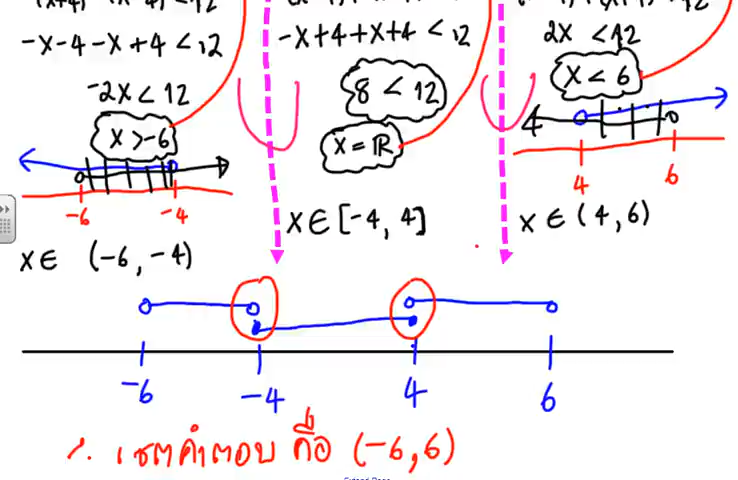 -x-4-x+4<12
-2x<12
x>-6
-6 -4
x∈ (-6,-4)
-x+4+x+4<12
8<12
x=ℝ
x∈[-4,4]
2x<12
x<6
4 6
x∈(4,6)
-6 -4 4 6
∴ เซตคำตอบ คือ (-6,6)